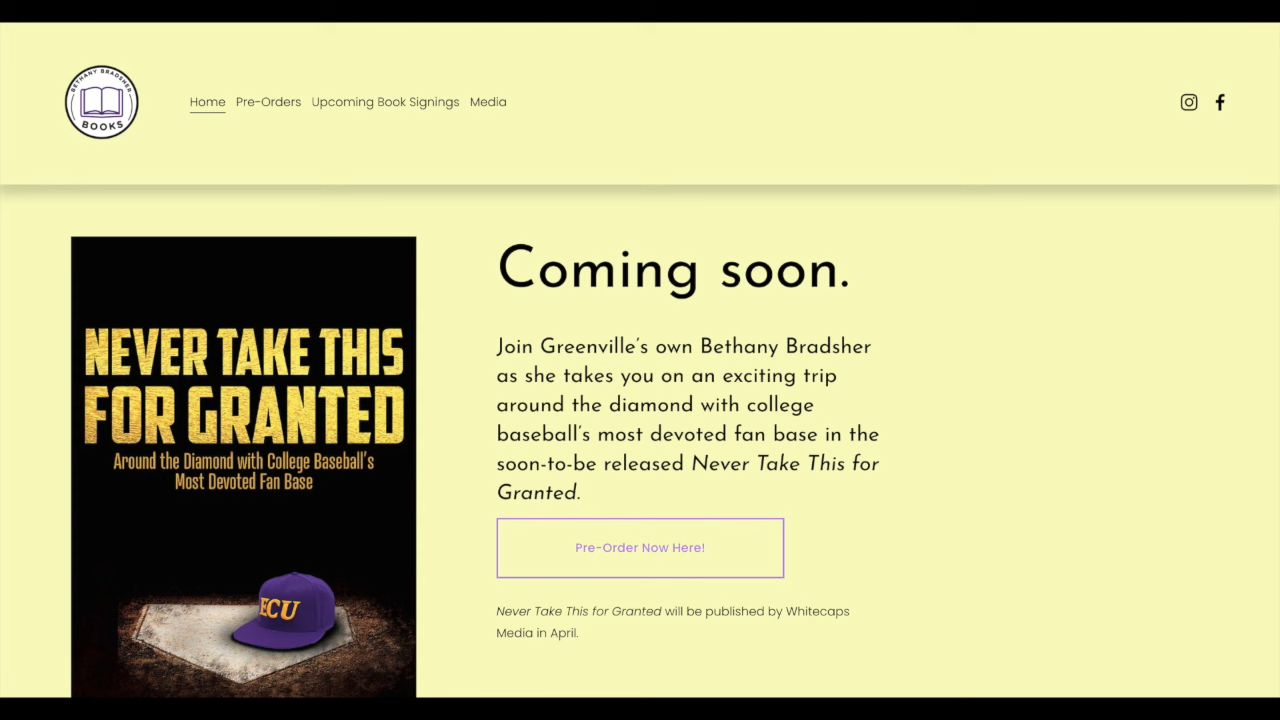 BETHANY BRADSHER
BOOKS
Home Pre-Orders Upcoming Book Signings Media
NEVER TAKE THIS
FOR GRANTED
Around the Diamond with College Baseball's
Most Devoted Fan Base
ECU
Coming soon.
Join Greenville's own Bethany Bradsher
as she takes you on an exciting trip
around the diamond with college
baseball's most devoted fan base in the
soon-to-be released Never Take This for
Granted.
Pre-Order Now Here!
Never Take This for Granted will be published by Whitecaps
Media in April.